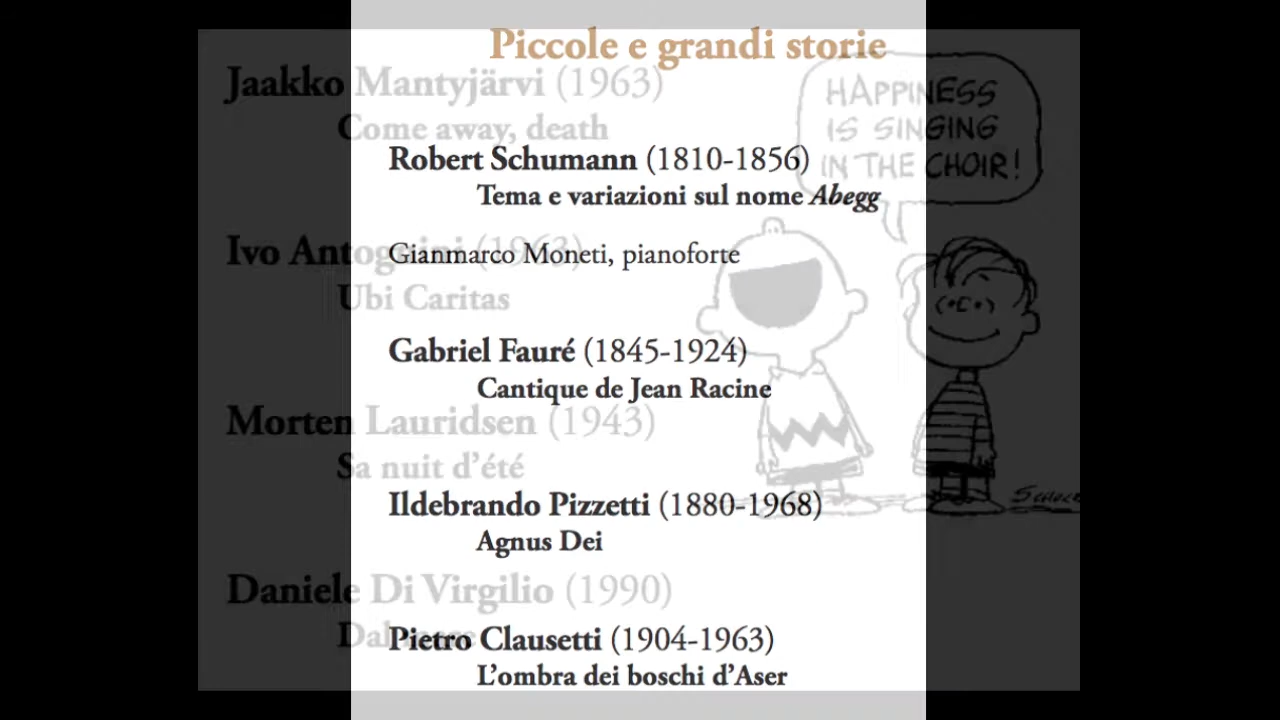 Piccole e grandi storie
Robert Schumann (1810-1856)
Tema e variazioni sul nome Abegg
Gianmarco Moneti, pianoforte
Gabriel Fauré (1845-1924)
Cantique de Jean Racine
Ildebrando Pizzetti (1880-1968)
Agnus Dei
Pietro Clausetti (1904-1963)
L'ombra dei boschi d'Aser
Jaakko Mantyjärvi (1963)
Come away, death
Ivo Antognini (1963)
Ubi Caritas
Morten Lauridsen (1943)
Sa nuit d'été
Daniele Di Virgilio (1990)
HAPPINESS
IS SINGING
IN THE CHOIR!